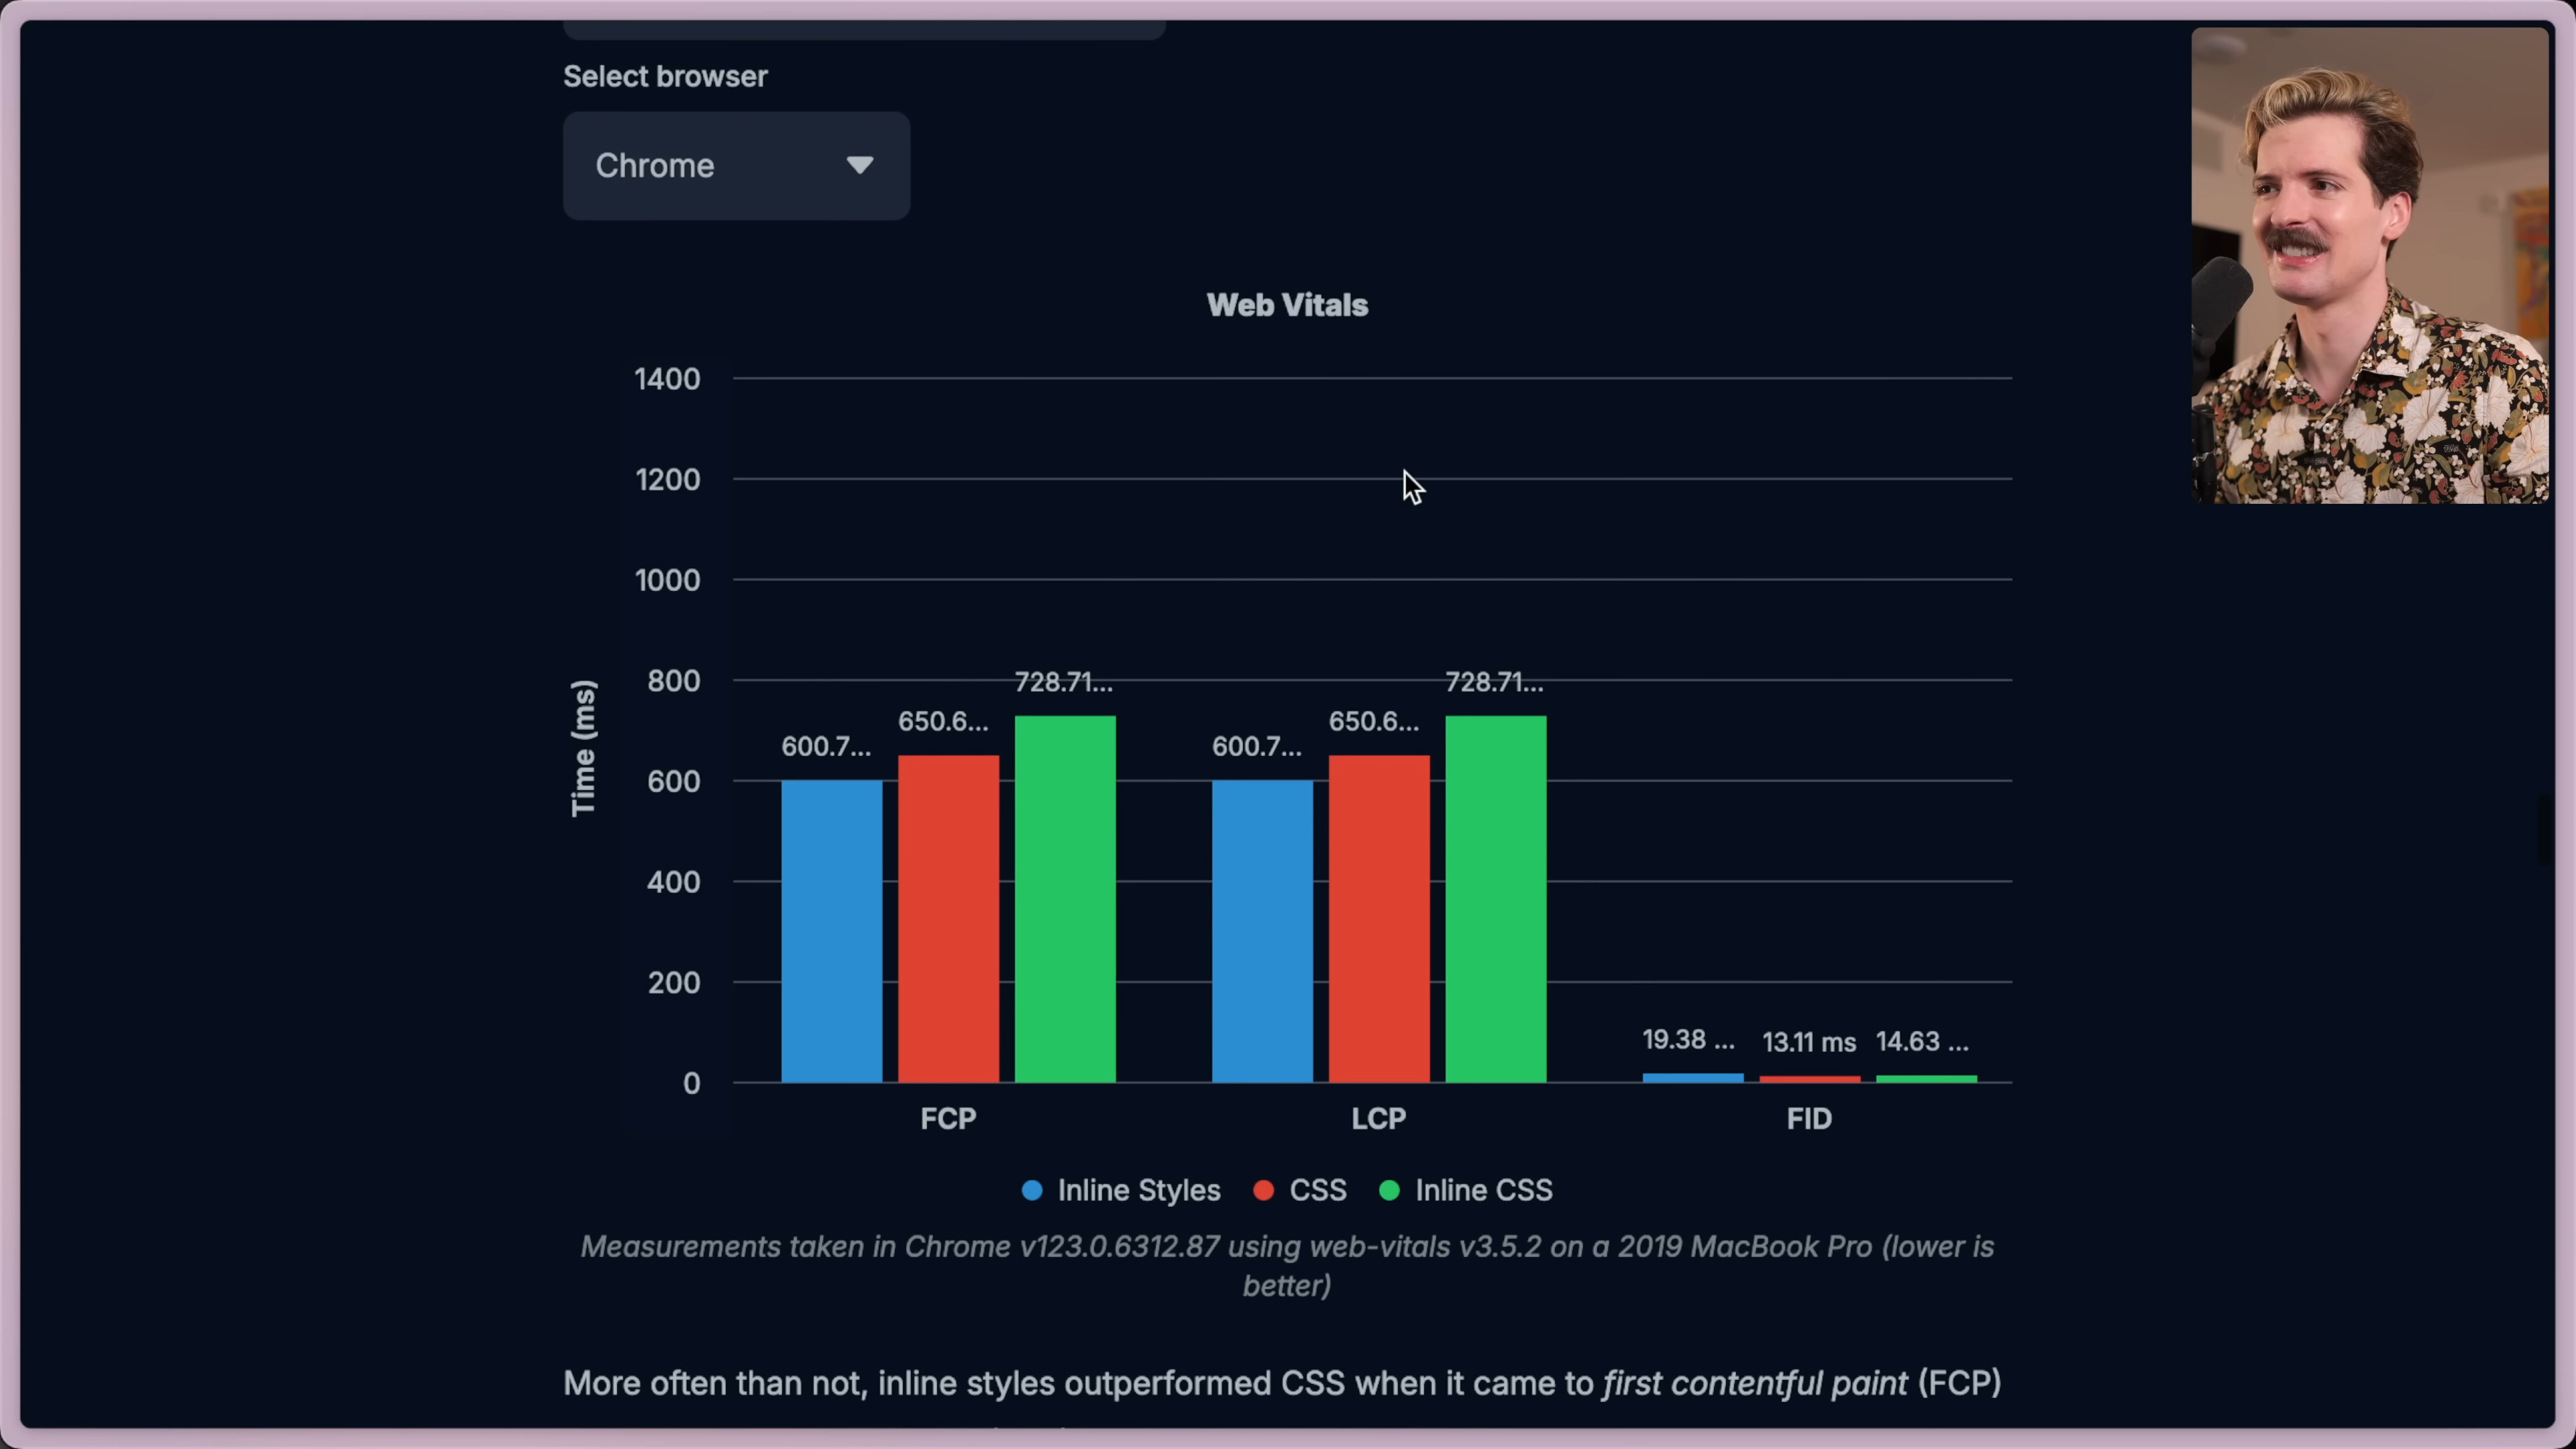 Select browser
Chrome
Web Vitals
1400
1200
1000
800
600
400
200
0
Time (ms)
600.7...
650.6...
728.71...
600.7...
650.6...
728.71...
19.38 ...
13.11 ms
14.63 ...
FCP
LCP
FID
Inline Styles
CSS
Inline CSS
Measurements taken in Chrome v123.0.6312.87 using web-vitals v3.5.2 on a 2019 MacBook Pro (lower is
better)
More often than not, inline styles outperformed CSS when it came to first contentful paint (FCP)